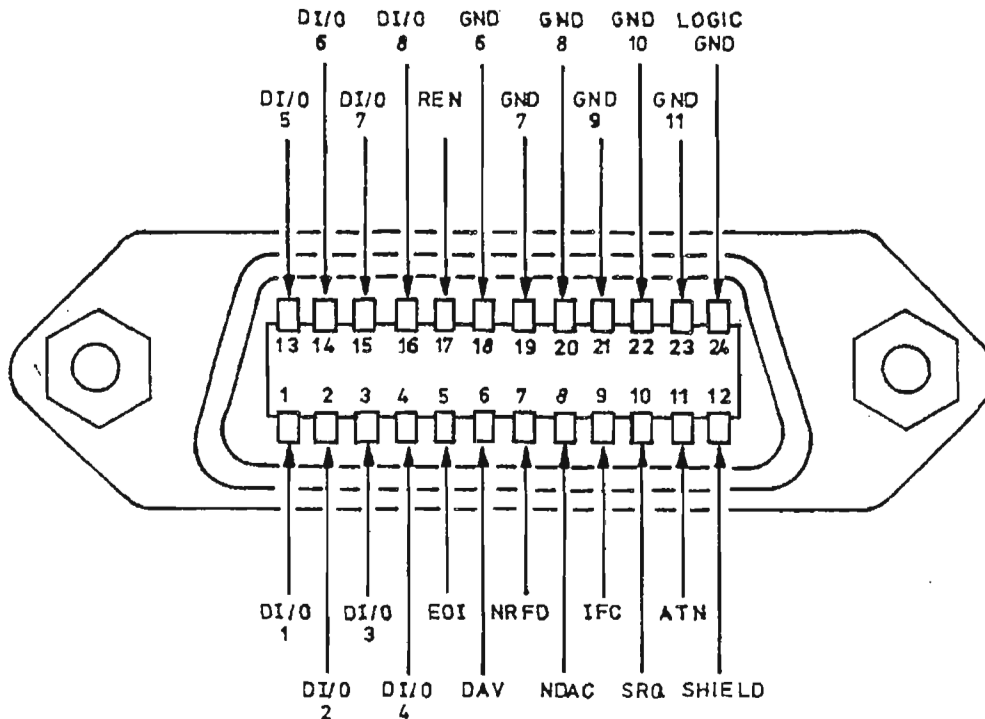 DI/O DI/O GND GND GND LOGIC
6 8 6 8 10 GND
DI/O DI/O REN GND GND GND
5 7 7 9 11
13 14 15 16 17 18 19 20 21 22 23 24
1 2 3 4 5 6 7 8 9 10 11 12
DI/O DI/O EOI NRFD IFC ATN
1 3
DI/O DI/O DAV NDAC SRQ SHIELD
2 4